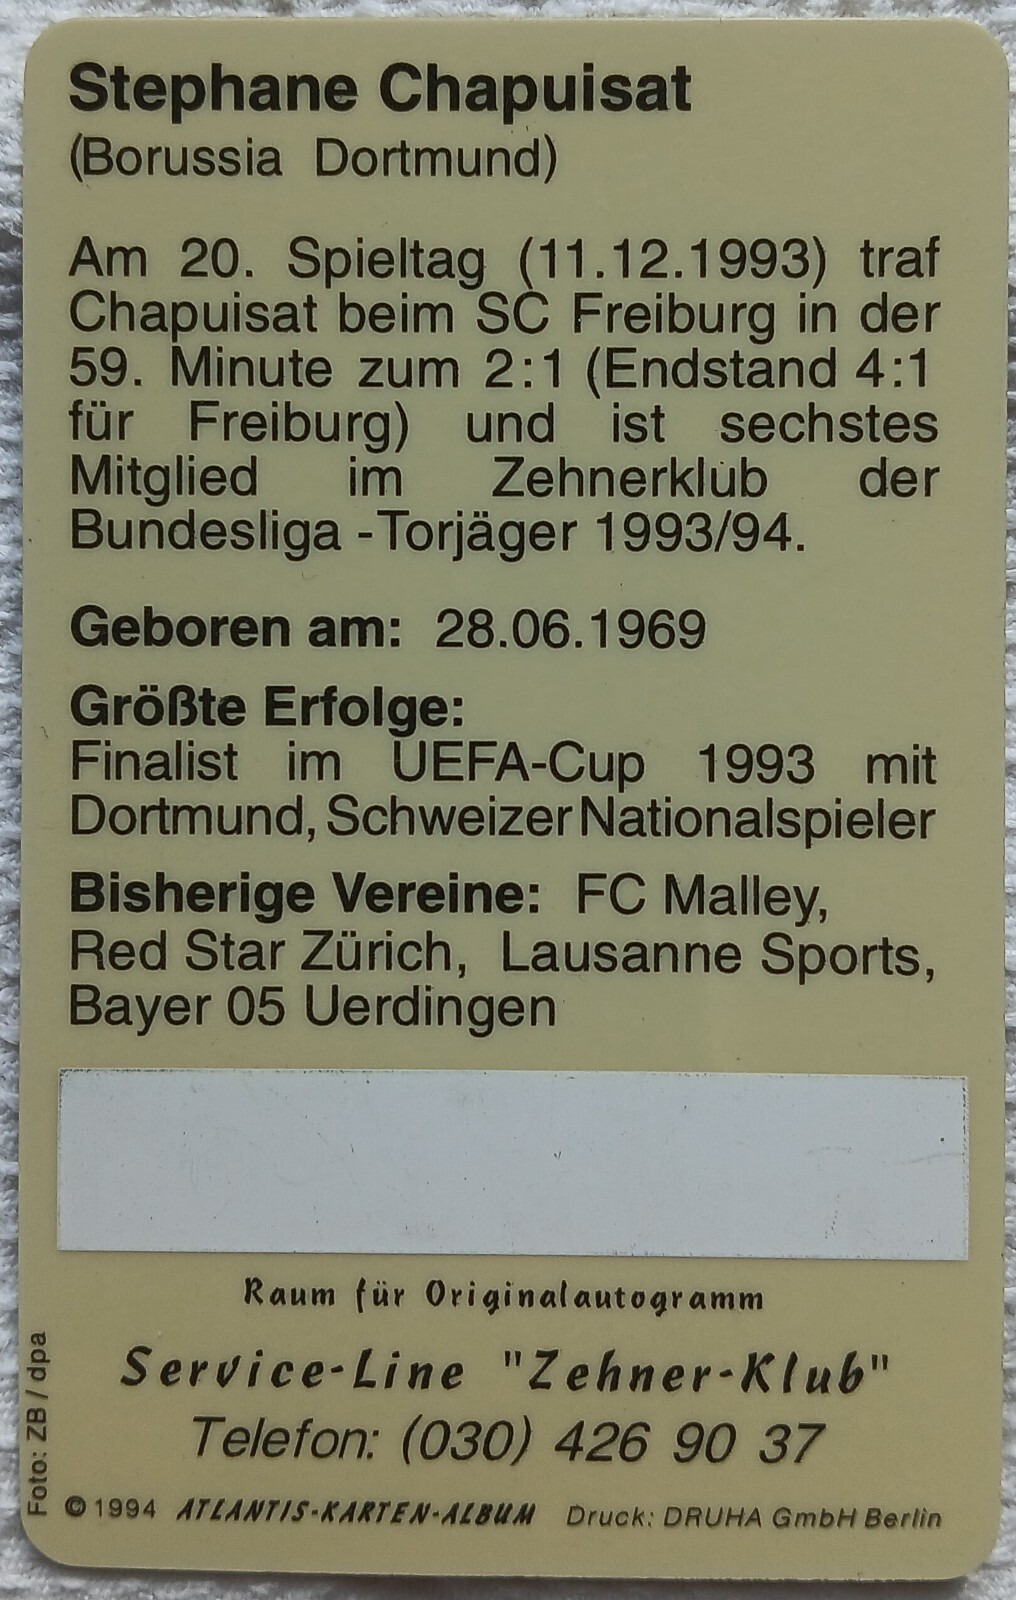 Stephane Chapuisat
(Borussia Dortmund)
Am 20. Spieltag (11.12.1993) traf
Chapuisat beim SC Freiburg in der
59. Minute zum 2:1 (Endstand 4:1
für Freiburg) und ist sechstes
Mitglied im Zehnerklub der
Bundesliga -Torjäger 1993/94.
Geboren am: 28.06.1969
Größte Erfolge:
Finalist im UEFA-Cup 1993 mit
Dortmund, Schweizer Nationalspieler
Bisherige Vereine: FC Malley,
Red Star Zürich, Lausanne Sports,
Bayer 05 Uerdingen
Raum für Originalautogramm
Service-Line "Zehner-Klub"
Telefon: (030) 426 90 37
Foto: ZB / dpa
© 1994 ATLANTIS-KARTEN-ALBUM Druck: DRUHA GmbH Berlin